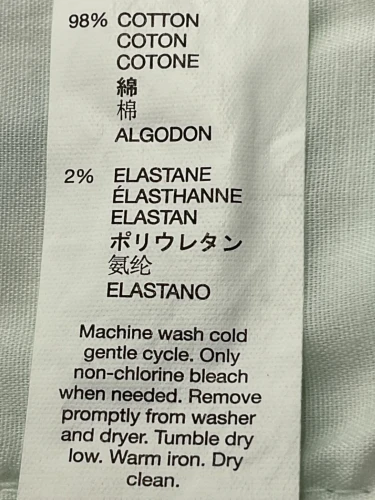 98% COTTON
COTON
COTONE
綿
棉
ALGODON
2% ELASTANE
ÉLASTHANNE
ELASTAN
ポリウレタン
氨纶
ELASTANO
Machine wash cold
gentle cycle. Only
non-chlorine bleach
when needed. Remove
promptly from washer
and dryer. Tumble dry
low. Warm iron. Dry
clean.